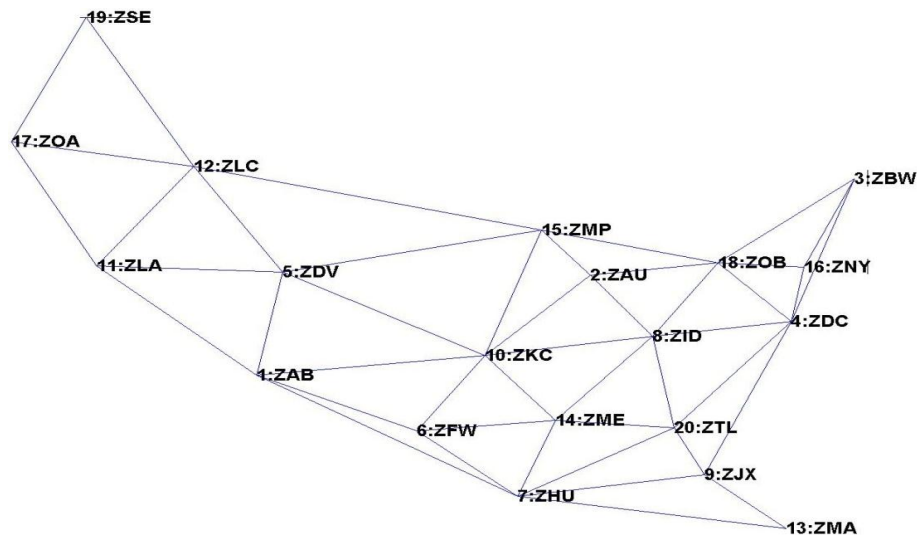 19:ZSE
17:ZOA
12:ZLC
3:ZBW
15:ZMP
11:ZLA
5:ZDV
2:ZAU
18:ZOB
16:ZNY
4:ZDC
8:ZID
10:ZKC
1:ZAB
6:ZFW
14:ZME
20:ZTL
9:ZJX
7:ZHU
13:ZMA